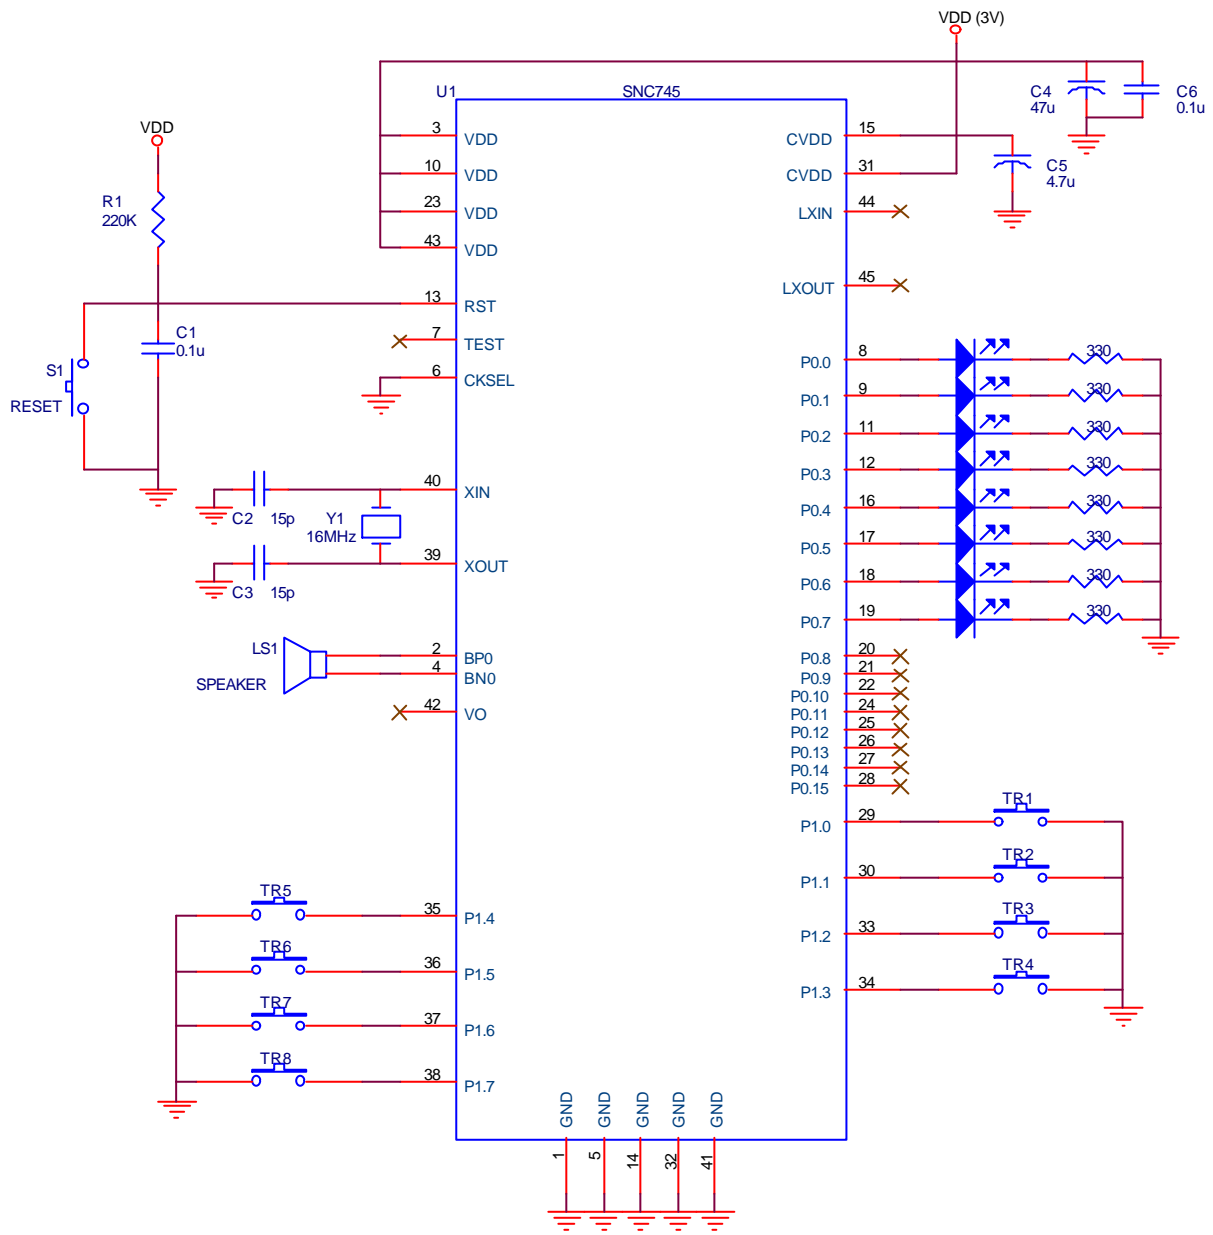 VDD (3V)
U1
SNC745
C4
47u
C6
0.1u
VDD
3
VDD
15
CVDD
C5
4.7u
10
VDD
31
CVDD
R1
220K
23
VDD
44
LXIN
43
VDD
45
LXOUT
13
RST
C1
0.1u
7
TEST
8
P0.0
330
S1
RESET
6
CKSEL
9
P0.1
330
11
P0.2
330
12
P0.3
330
40
XIN
C2
15p
Y1
16MHz
16
P0.4
330
39
XOUT
C3
15p
17
P0.5
330
18
P0.6
330
19
P0.7
330
LS1
SPEAKER
2
BP0
4
BN0
42
VO
20
P0.8
21
P0.9
22
P0.10
24
P0.11
25
P0.12
26
P0.13
27
P0.14
28
P0.15
29
P1.0
TR1
30
P1.1
TR2
TR5
35
P1.4
33
P1.2
TR3
TR6
36
P1.5
34
P1.3
TR4
TR7
37
P1.6
TR8
38
P1.7
GND
GND
GND
GND
GND
1
5
14
32
41